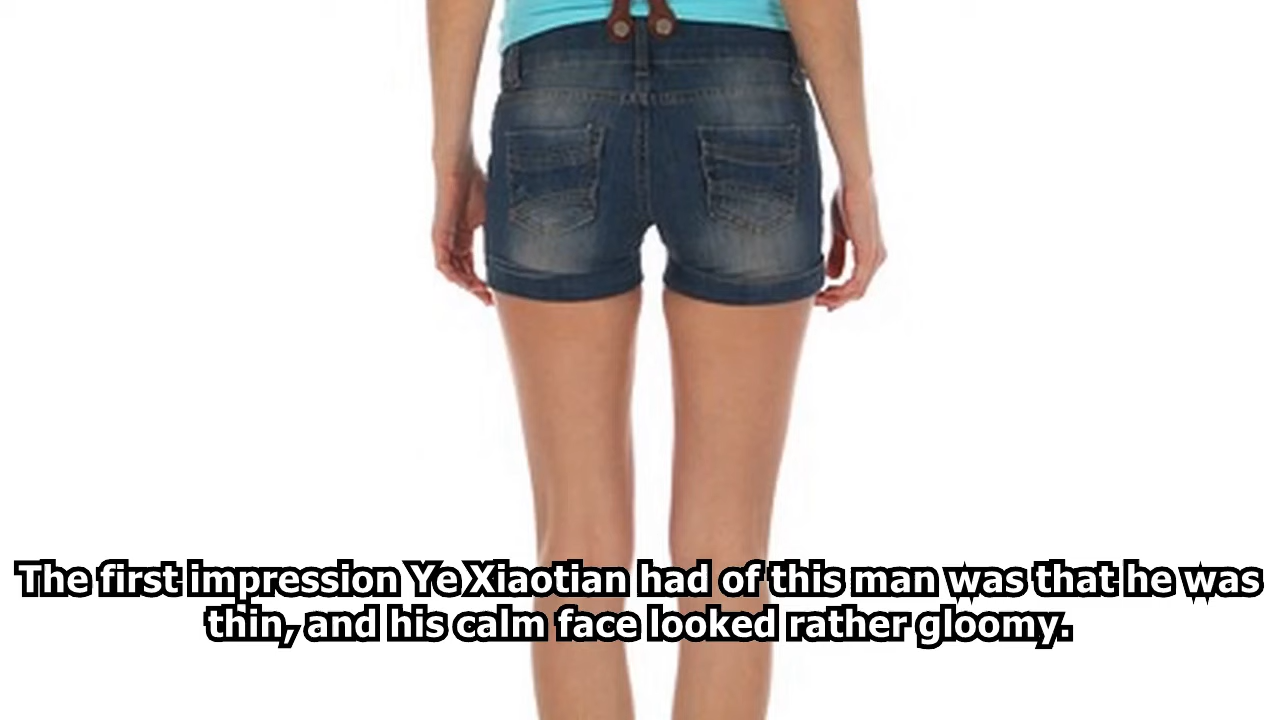 The first impression Ye Xiaotian had of this man was that he was
thin, and his calm face looked rather gloomy.